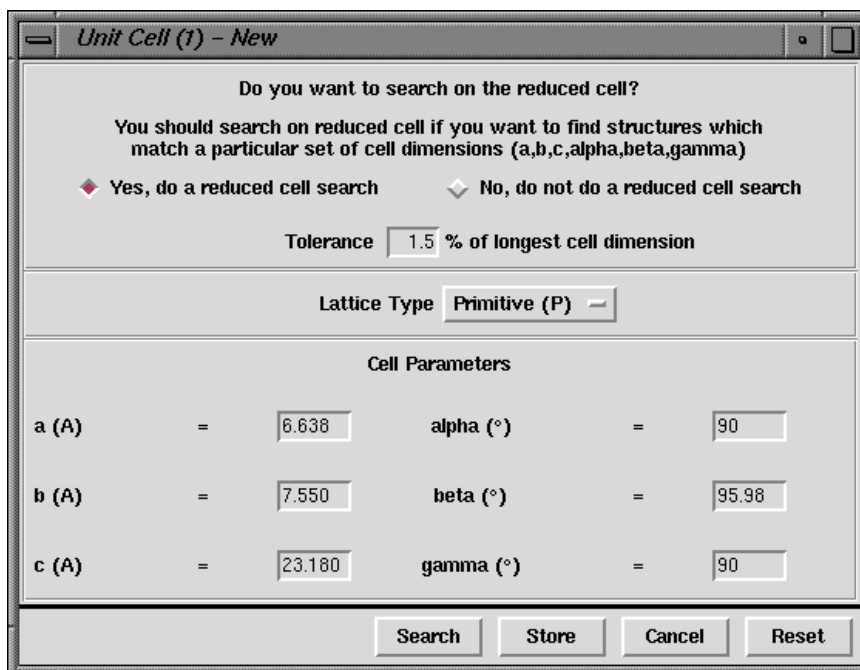 Unit Cell (1) – New
Do you want to search on the reduced cell?
You should search on reduced cell if you want to find structures which
match a particular set of cell dimensions (a,b,c,alpha,beta,gamma)
Yes, do a reduced cell search No, do not do a reduced cell search
Tolerance 1.5 % of longest cell dimension
Lattice Type Primitive (P)
Cell Parameters
a (A) = 6.638 alpha (°) = 90
b (A) = 7.550 beta (°) = 95.98
c (A) = 23.180 gamma (°) = 90
Search Store Cancel Reset